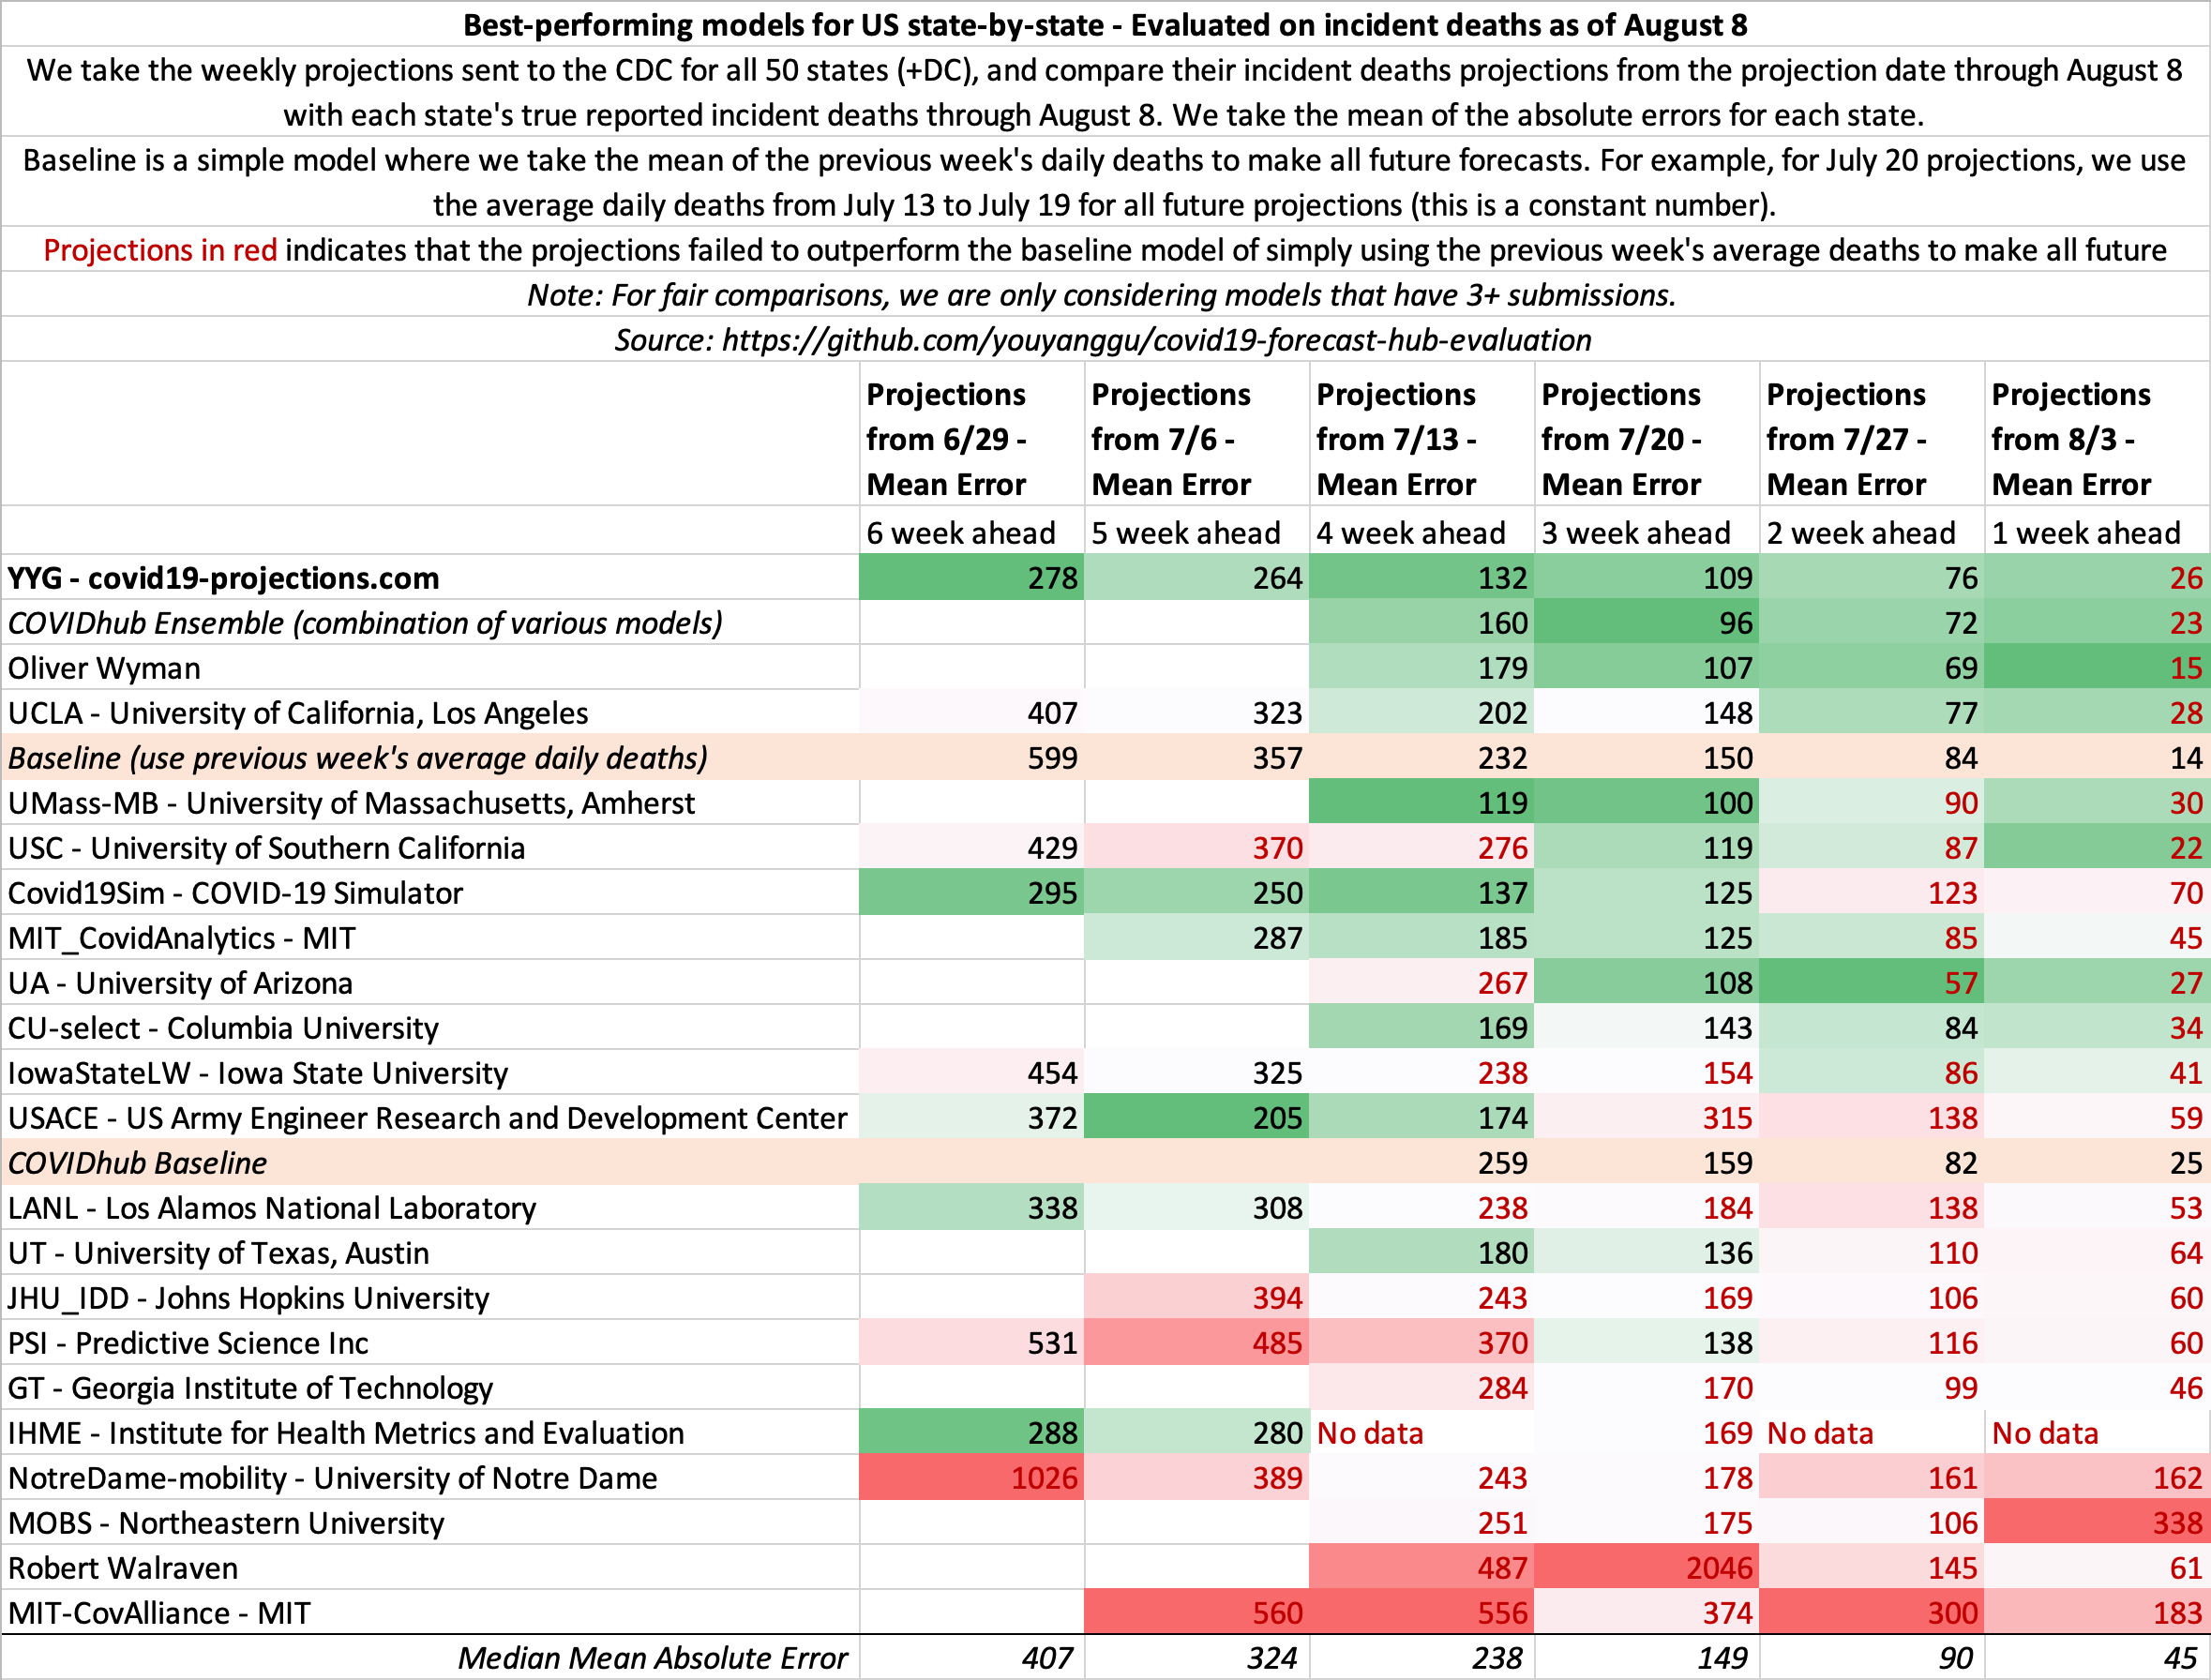 Best-performing models for US state-by-state - Evaluated on incident deaths as of August 8
We take the weekly projections sent to the CDC for all 50 states (+DC), and compare their incident deaths projections from the projection date through August 8
with each state's true reported incident deaths through August 8. We take the mean of the absolute errors for each state.
Baseline is a simple model where we take the mean of the previous week's daily deaths to make all future forecasts. For example, for July 20 projections, we use
the average daily deaths from July 13 to July 19 for all future projections (this is a constant number).
Projections in red indicates that the projections failed to outperform the baseline model of simply using the previous week's average deaths to make all future
Note: For fair comparisons, we are only considering models that have 3+ submissions.
Source: https://github.com/youyanggu/covid19-forecast-hub-evaluation
Projections Projections Projections Projections Projections Projections
from 6/29 - from 7/6 - from 7/13 - from 7/20 - from 7/27 - from 8/3 -
Mean Error Mean Error Mean Error Mean Error Mean Error Mean Error
6 week ahead 5 week ahead 4 week ahead 3 week ahead 2 week ahead 1 week ahead
YYG - covid19-projections.com 278 264 132 109 76 26
COVIDhub Ensemble (combination of various models) 160 96 72 23
Oliver Wyman 179 107 69 15
UCLA - University of California, Los Angeles 407 323 202 148 77 28
Baseline (use previous week's average daily deaths) 599 357 232 150 84 14
UMass-MB - University of Massachusetts, Amherst 119 100 90 30
USC - University of Southern California 429 370 276 119 87 22
Covid19Sim - COVID-19 Simulator 295 250 137 125 123 70
MIT_CovidAnalytics - MIT 287 185 125 85 45
UA - University of Arizona 267 108 57 27
CU-select - Columbia University 169 143 84 34
IowaStateLW - Iowa State University 454 325 238 154 86 41
USACE - US Army Engineer Research and Development Center 372 205 174 315 138 59
COVIDhub Baseline 259 159 82 25
LANL - Los Alamos National Laboratory 338 308 238 184 138 53
UT - University of Texas, Austin 180 136 110 64
JHU_IDD - Johns Hopkins University 394 243 169 106 60
PSI - Predictive Science Inc 531 485 370 138 116 60
GT - Georgia Institute of Technology 284 170 99 46
IHME - Institute for Health Metrics and Evaluation 288 280 No data 169 No data No data
NotreDame-mobility - University of Notre Dame 1026 389 243 178 161 162
MOBS - Northeastern University 251 175 106 338
Robert Walraven 487 2046 145 61
MIT-CovAlliance - MIT 560 556 374 300 183
Median Mean Absolute Error 407 324 238 149 90 45